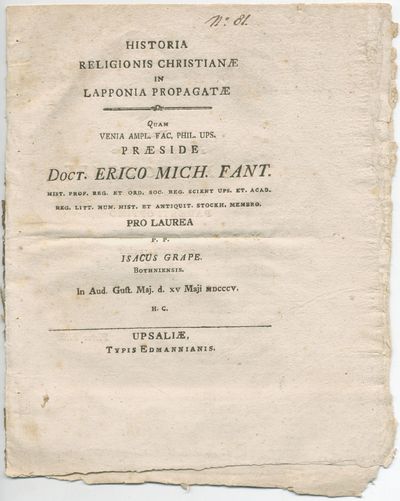 No: 81.
HISTORIA
RELIGIONIS CHRISTIANÆ
IN
LAPPONIA PROPAGATÆ
QUAM
VENIA AMPL. FAC. PHIL. UPS.
PRÆSIDE
DOCT. ERICO MICH. FANT.
HIST. PROF. REG. ET ORD. SOC. REG. SCIENT UPS. ET. ACAD.
REG. LITT. HUM. HIST. ET ANTIQUIT. STOCKH. MEMBRO.
PRO LAUREA
P. P.
ISACUS GRAPE.
BOTHNIENSIS.
In Aud. Guſt. Maj. d. XV Maji MDCCCV.
H. C.
UPSALIÆ,
TYPIS EDMANNIANIS.